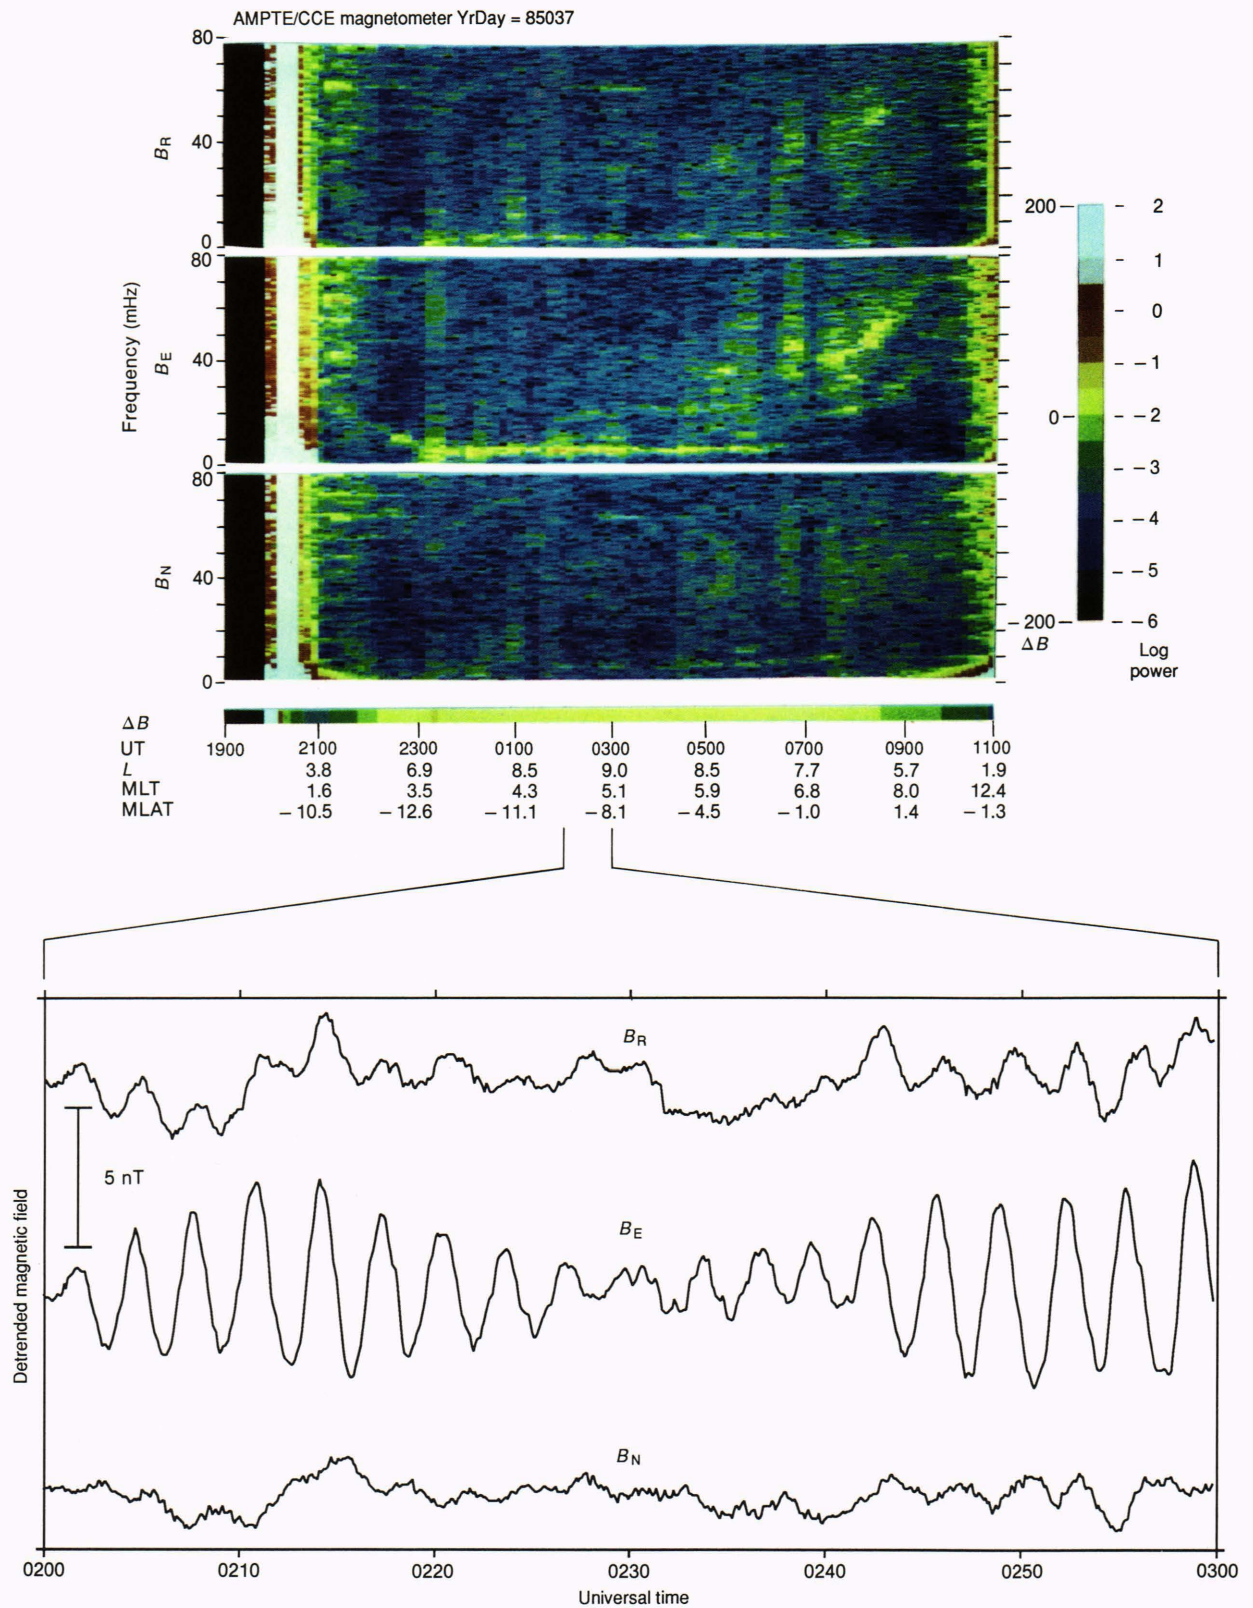 AMPTE/CCE magnetometer YrDay = 85037
80
B_R
40
0
80
Frequency (mHz)
B_E
40
0
80
B_N
40
0
200
0
–200
ΔB
2
1
0
–1
–2
–3
–4
–5
–6
Log
power
ΔB
UT 1900 2100 2300 0100 0300 0500 0700 0900 1100
L 3.8 6.9 8.5 9.0 8.5 7.7 5.7 1.9
MLT 1.6 3.5 4.3 5.1 5.9 6.8 8.0 12.4
MLAT –10.5 –12.6 –11.1 –8.1 –4.5 –1.0 1.4 –1.3
B_R
5 nT
B_E
Detrended magnetic field
B_N
0200 0210 0220 0230 0240 0250 0300
Universal time